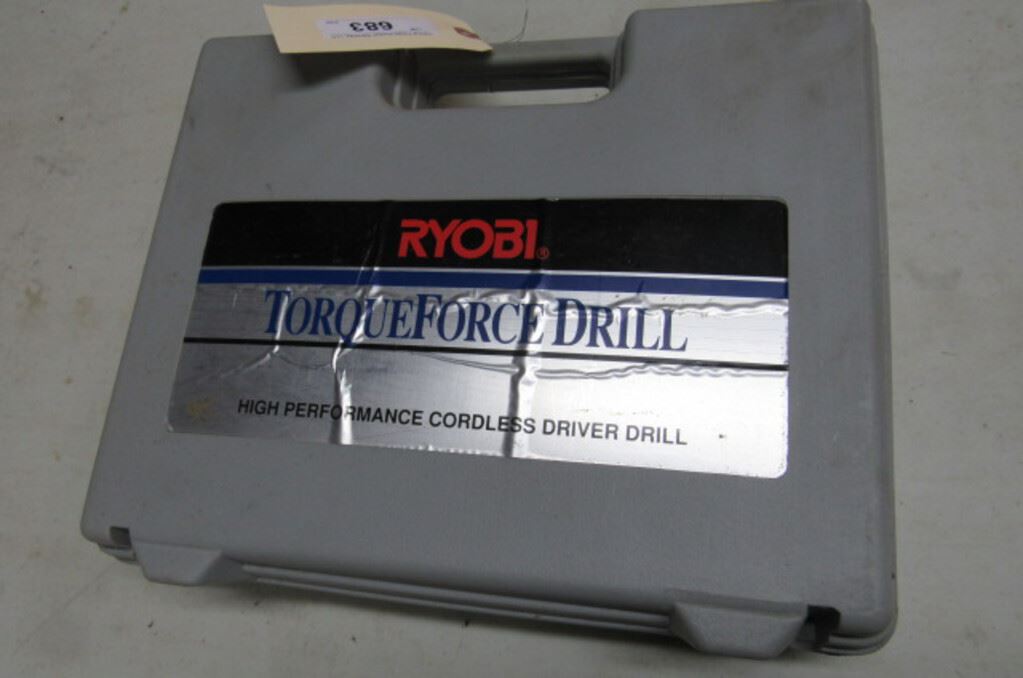 683
RYOBI®
TORQUEFORCE DRILL
HIGH PERFORMANCE CORDLESS DRIVER DRILL